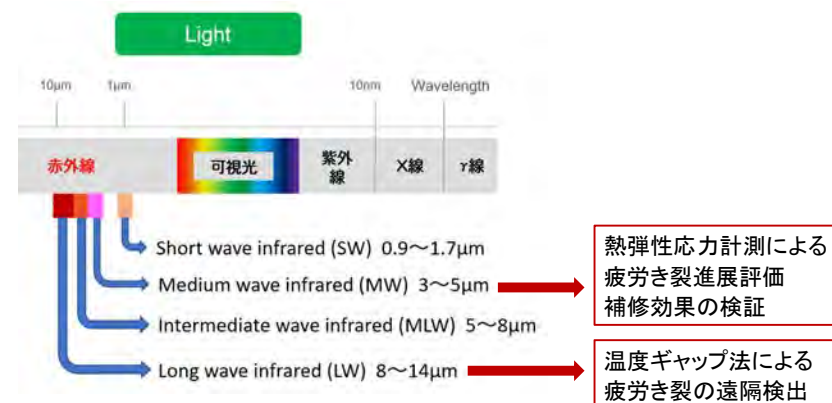 Light
10μm 1μm 10nm Wavelength
赤外線 可視光 紫外線 X線 γ線
Short wave infrared (SW) 0.9～1.7μm
Medium wave infrared (MW) 3～5μm
Intermediate wave infrared (MLW) 5～8μm
Long wave infrared (LW) 8～14μm
熱弾性応力計測による
疲労き裂進展評価
補修効果の検証
温度ギャップ法による
疲労き裂の遠隔検出